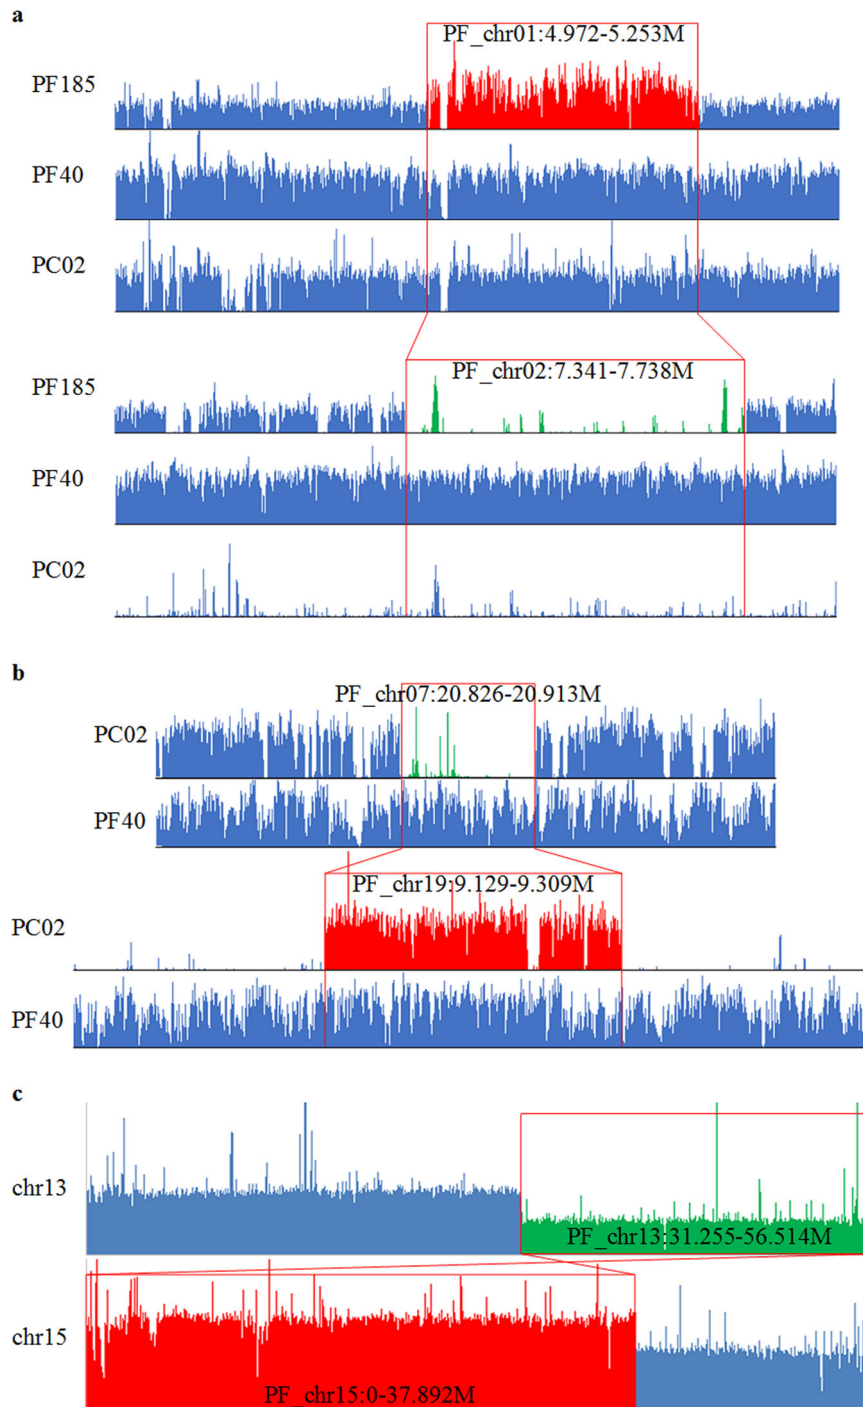 a
PF_chr01:4.972-5.253M
PF185
PF40
PC02
PF_chr02:7.341-7.738M
PF185
PF40
PC02
b
PF_chr07:20.826-20.913M
PC02
PF40
PF_chr19:9.129-9.309M
PC02
PF40
c
chr13
PF_chr13:31.255-56.514M
chr15
PF_chr15:0-37.892M